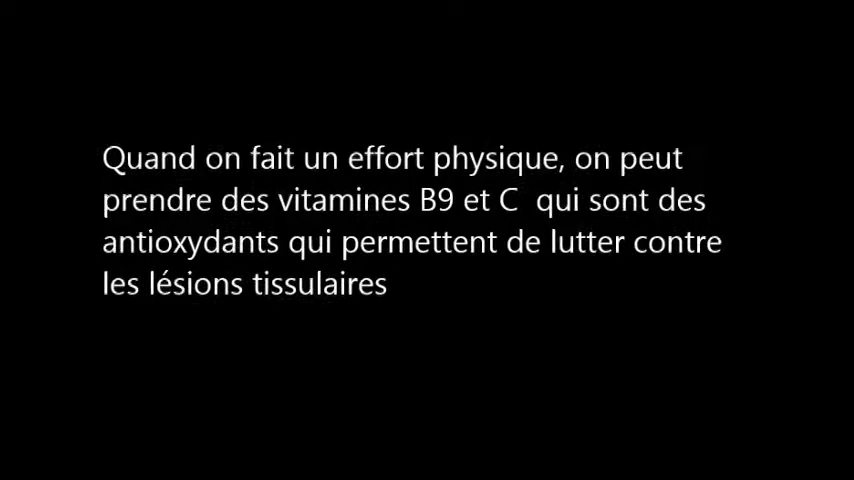 Quand on fait un effort physique, on peut
prendre des vitamines B9 et C  qui sont des
antioxydants qui permettent de lutter contre
les lésions tissulaires